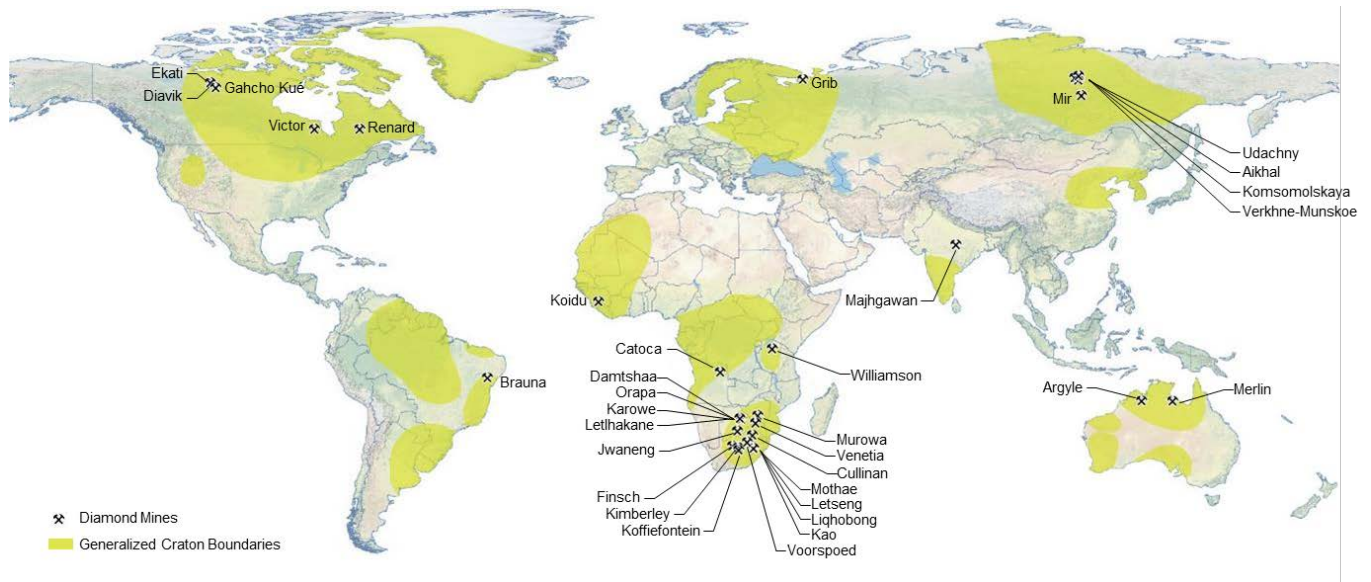 Ekati
Gahcho Kué
Diavik
Victor
Renard
Grib
Mir
Udachny
Aikhal
Komsomolskaya
Verkhne-Munskoe
Koidu
Majhgawan
Catoca
Williamson
Brauna
Damtshaa
Orapa
Karowe
Letlhakane
Jwaneng
Argyle
Merlin
Murowa
Venetia
Cullinan
Finsch
Kimberley
Koffiefontein
Mothae
Letseng
Liqhobong
Kao
Voorspoed
Diamond Mines
Generalized Craton Boundaries